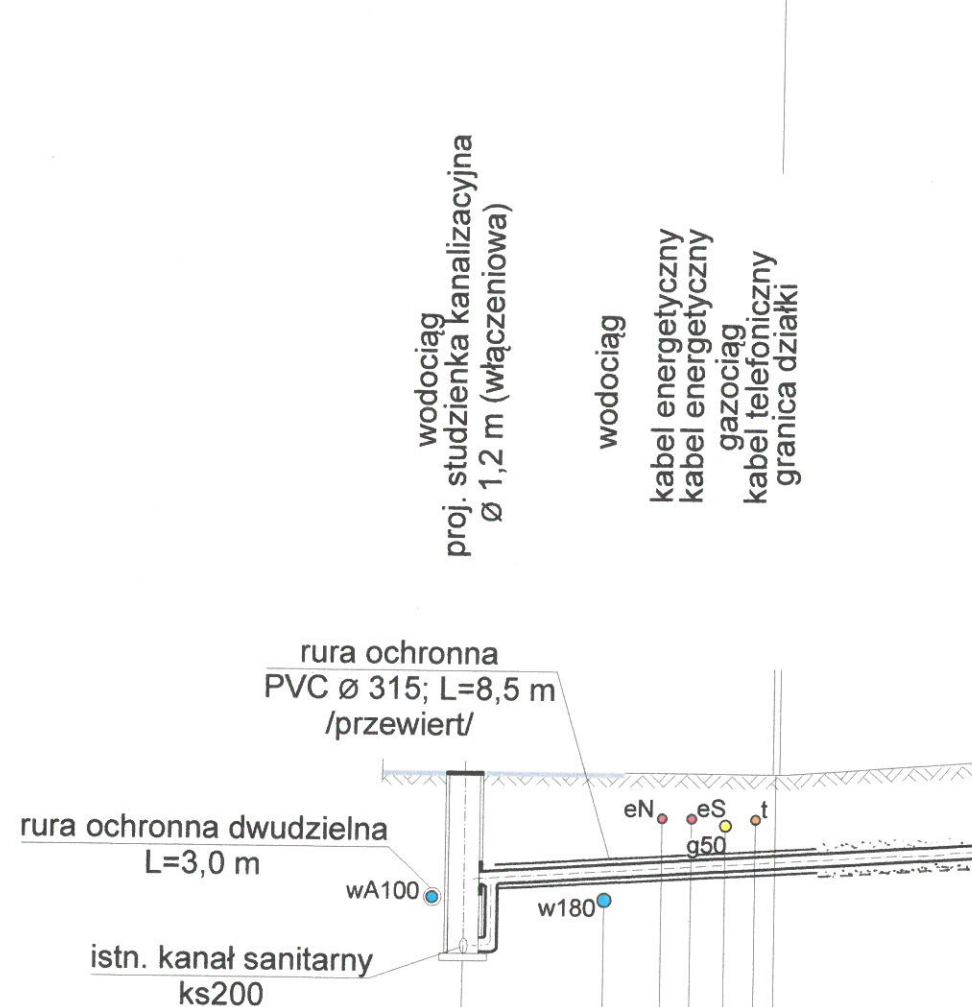 wodociąg
proj. studzienka kanalizacyjna
Ø 1,2 m (włączeniowa)
wodociąg
kabel energetyczny
kabel energetyczny
gazociąg
kabel telefoniczny
granica działki
rura ochronna
PVC ø 315; L=8,5 m
/przewiert/
eN
eS
t
g50
rura ochronna dwudzielna
L=3,0 m
wA100
w180
istn. kanał sanitarny
ks200